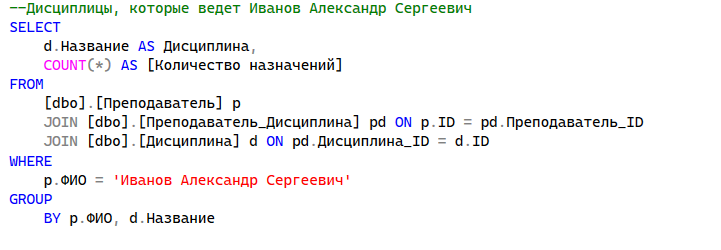 --Дисциплицы, которые ведет Иванов Александр Сергеевич
SELECT
d.Название AS Дисциплина,
COUNT(*) AS [Количество назначений]
FROM
[dbo].[Преподаватель] p
JOIN [dbo].[Преподаватель_Дисциплина] pd ON p.ID = pd.Преподаватель_ID
JOIN [dbo].[Дисциплина] d ON pd.Дисциплина_ID = d.ID
WHERE
p.ФИО = 'Иванов Александр Сергеевич'
GROUP
BY p.ФИО, d.Название